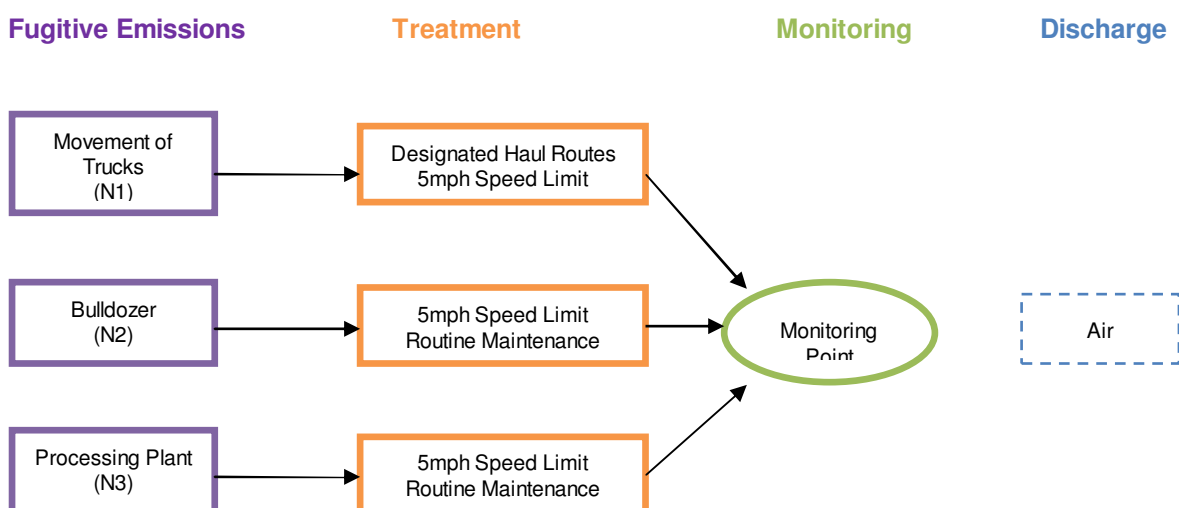 Fugitive Emissions
Treatment
Monitoring
Discharge
Movement of
Trucks
(N1)
Designated Haul Routes
5mph Speed Limit
Bulldozer
(N2)
5mph Speed Limit
Routine Maintenance
Monitoring
Point
Air
Processing Plant
(N3)
5mph Speed Limit
Routine Maintenance